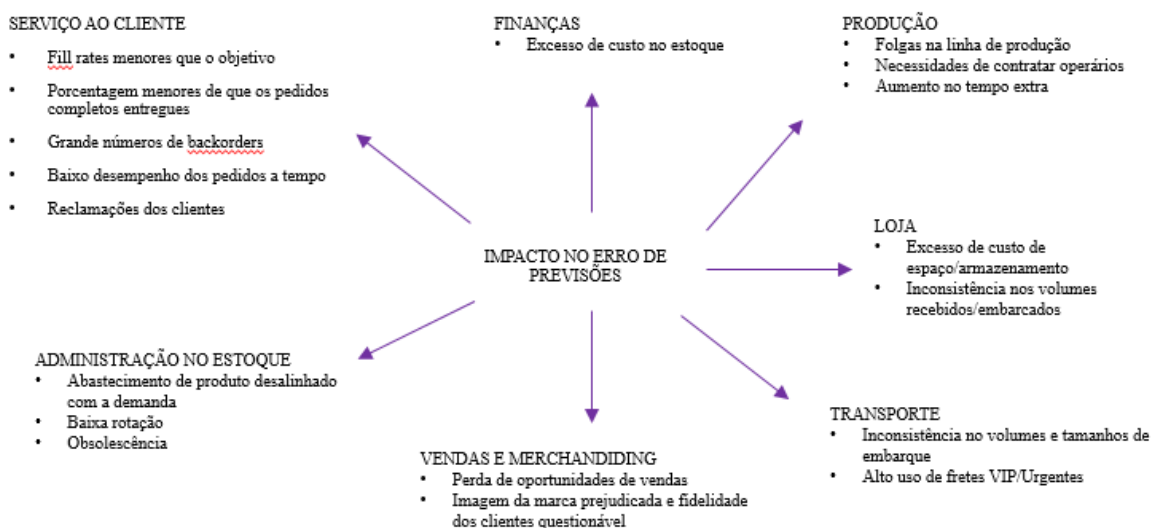 SERVIÇO AO CLIENTE
• Fill rates menores que o objetivo
• Porcentagem menores de que os pedidos
completos entregues
• Grande números de backorders
• Baixo desempenho dos pedidos a tempo
• Reclamações dos clientes
FINANÇAS
• Excesso de custo no estoque
PRODUÇÃO
• Folgas na linha de produção
• Necessidades de contratar operários
• Aumento no tempo extra
IMPACTO NO ERRO DE
PREVISÕES
LOJA
• Excesso de custo de
espaço/armazenamento
• Inconsistência nos volumes
recebidos/embarcados
ADMINISTRAÇÃO NO ESTOQUE
• Abastecimento de produto desalinhado
com a demanda
• Baixa rotação
• Obsolescência
VENDAS E MERCHANDIDING
• Perda de oportunidades de vendas
• Imagem da marca prejudicada e fidelidade
dos clientes questionável
TRANSPORTE
• Inconsistência no volumes e tamanhos de
embarque
• Alto uso de fretes VIP/Urgentes